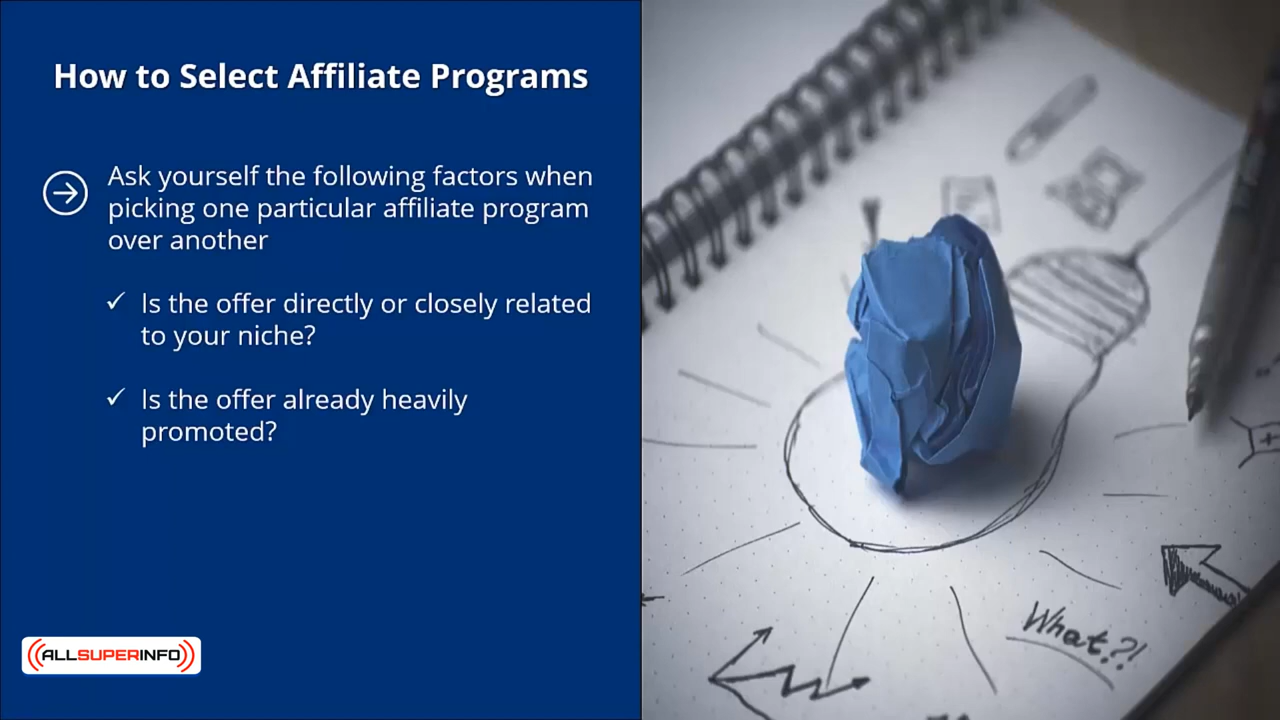 How to Select Affiliate Programs
Ask yourself the following factors when
picking one particular affiliate program
over another
Is the offer directly or closely related
to your niche?
Is the offer already heavily
promoted?
ALLSUPERINFO
What?!